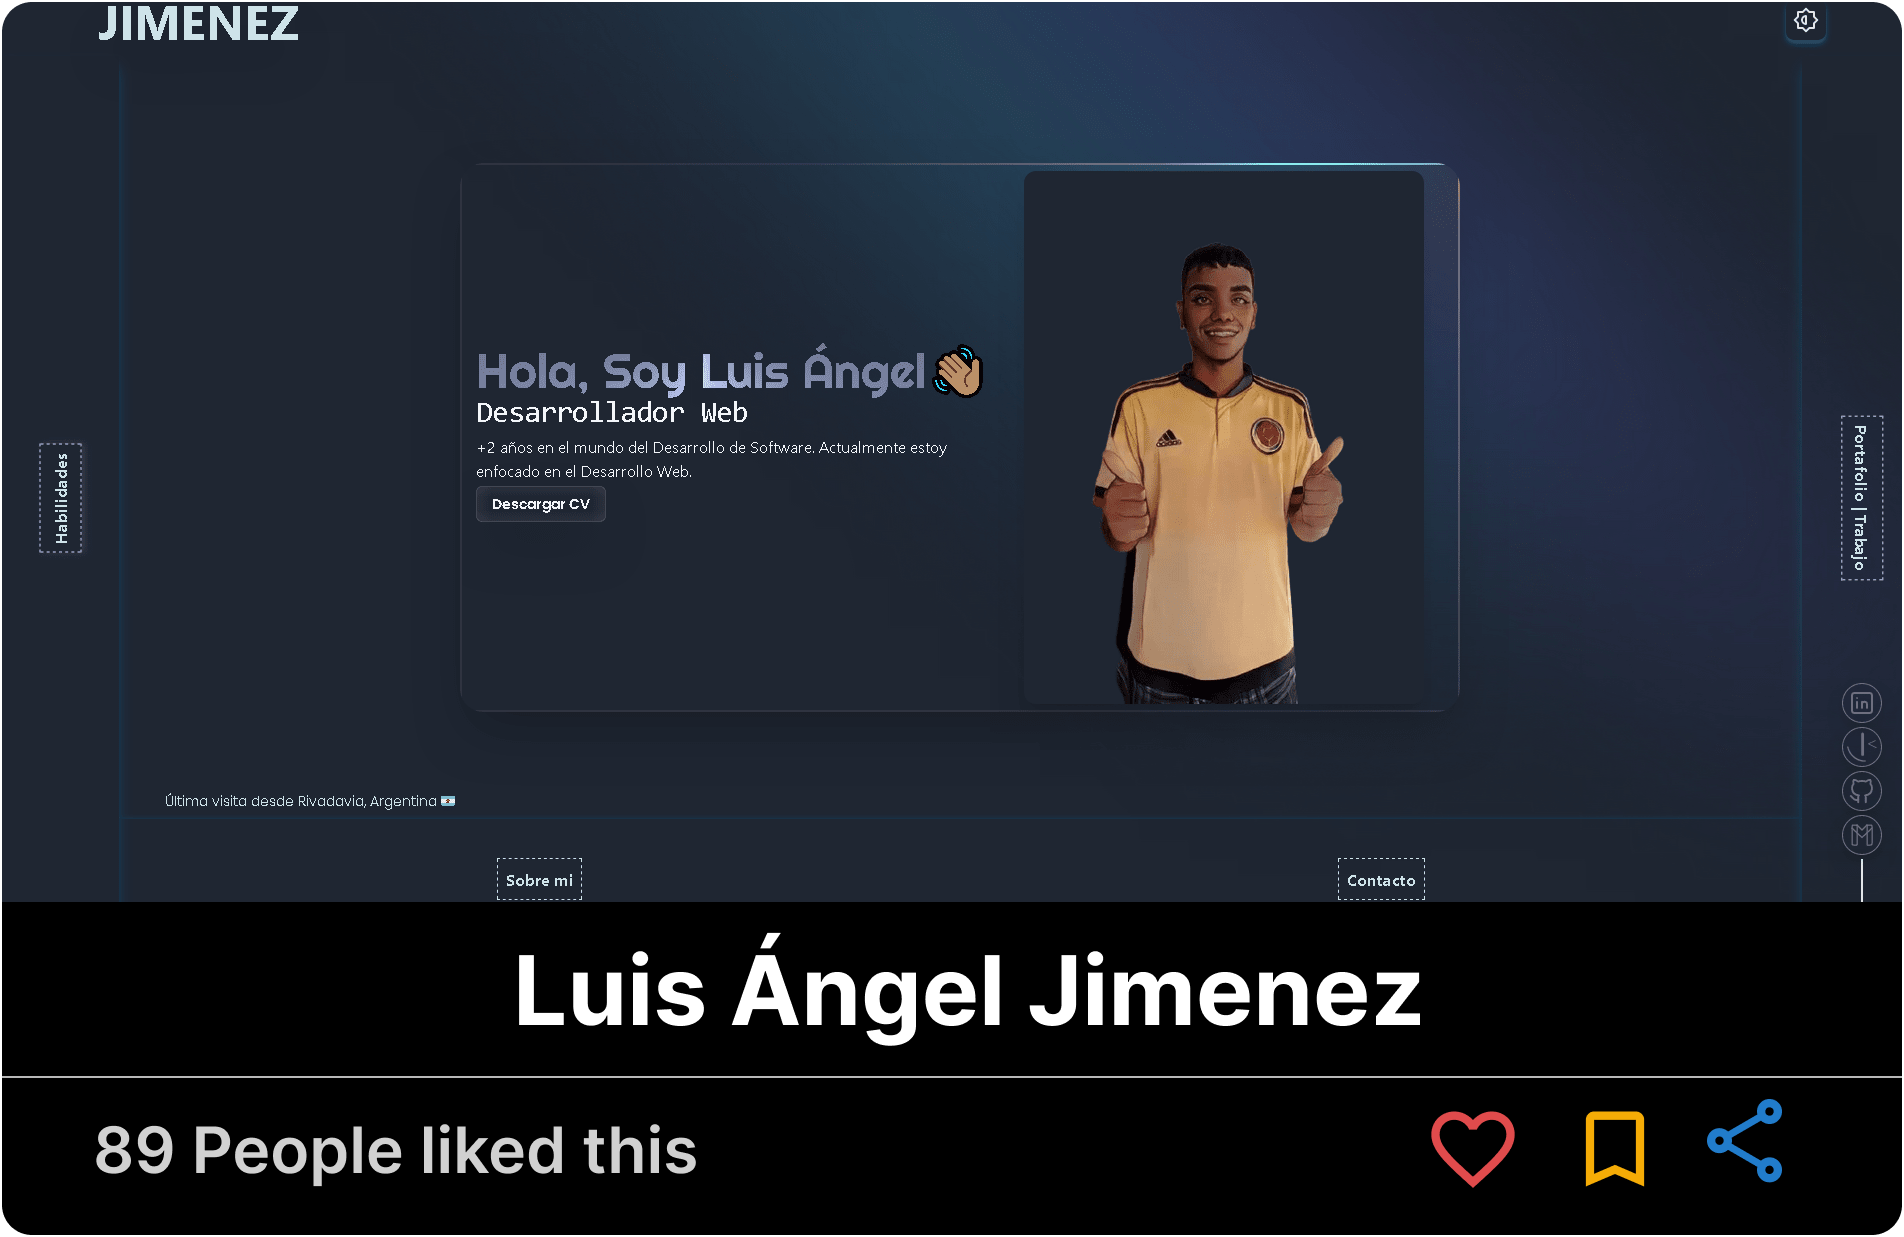 JIMENEZ
Hola, Soy Luis Ángel👋🏽
Desarrollador Web
+2 años en el mundo del Desarrollo de Software. Actualmente estoy
enfocado en el Desarrollo Web.
Descargar CV
Habilidades
Portafolio | Trabajo
Última visita desde Rivadavia, Argentina 🇦🇷
Sobre mi
Contacto
Luis Ángel Jimenez
89 People liked this